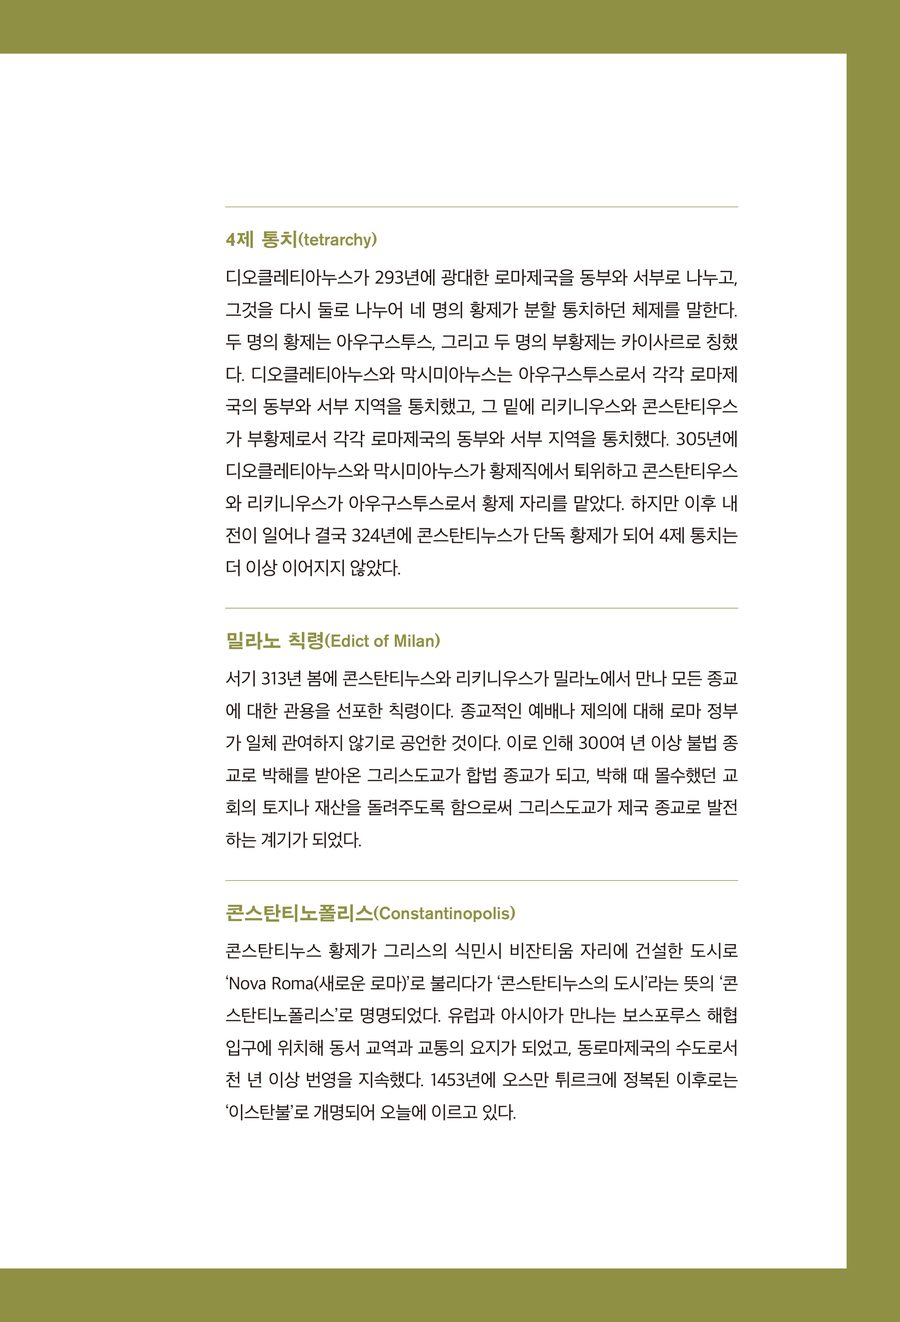 4제 통치(tetrarchy)
디오클레티아누스가 293년에 광대한 로마제국을 동부와 서부로 나누고,
그것을 다시 둘로 나누어 네 명의 황제가 분할 통치하던 체제를 말한다.
두 명의 황제는 아우구스투스, 그리고 두 명의 부황제는 카이사르로 칭했
다. 디오클레티아누스와 막시미아누스는 아우구스투스로서 각각 로마제
국의 동부와 서부 지역을 통치했고, 그 밑에 리키니우스와 콘스탄티우스
가 부황제로서 각각 로마제국의 동부와 서부 지역을 통치했다. 305년에
디오클레티아누스와 막시미아누스가 황제직에서 퇴위하고 콘스탄티우스
와 리키니우스가 아우구스투스로서 황제 자리를 맡았다. 하지만 이후 내
전이 일어나 결국 324년에 콘스탄티누스가 단독 황제가 되어 4제 통치는
더 이상 이어지지 않았다.
밀라노 칙령(Edict of Milan)
서기 313년 봄에 콘스탄티누스와 리키니우스가 밀라노에서 만나 모든 종교
에 대한 관용을 선포한 칙령이다. 종교적인 예배나 제의에 대해 로마 정부
가 일체 관여하지 않기로 공언한 것이다. 이로 인해 300여 년 이상 불법 종
교로 박해를 받아온 그리스도교가 합법 종교가 되고, 박해 때 몰수했던 교
회의 토지나 재산을 돌려주도록 함으로써 그리스도교가 제국 종교로 발전
하는 계기가 되었다.
콘스탄티노폴리스(Constantinopolis)
콘스탄티누스 황제가 그리스의 식민시 비잔티움 자리에 건설한 도시로
‘Nova Roma(새로운 로마)’로 불리다가 ‘콘스탄티누스의 도시’라는 뜻의 ‘콘
스탄티노폴리스’로 명명되었다. 유럽과 아시아가 만나는 보스포루스 해협
입구에 위치해 동서 교역과 교통의 요지가 되었고, 동로마제국의 수도로서
천 년 이상 번영을 지속했다. 1453년에 오스만 튀르크에 정복된 이후로는
‘이스탄불’로 개명되어 오늘에 이르고 있다.